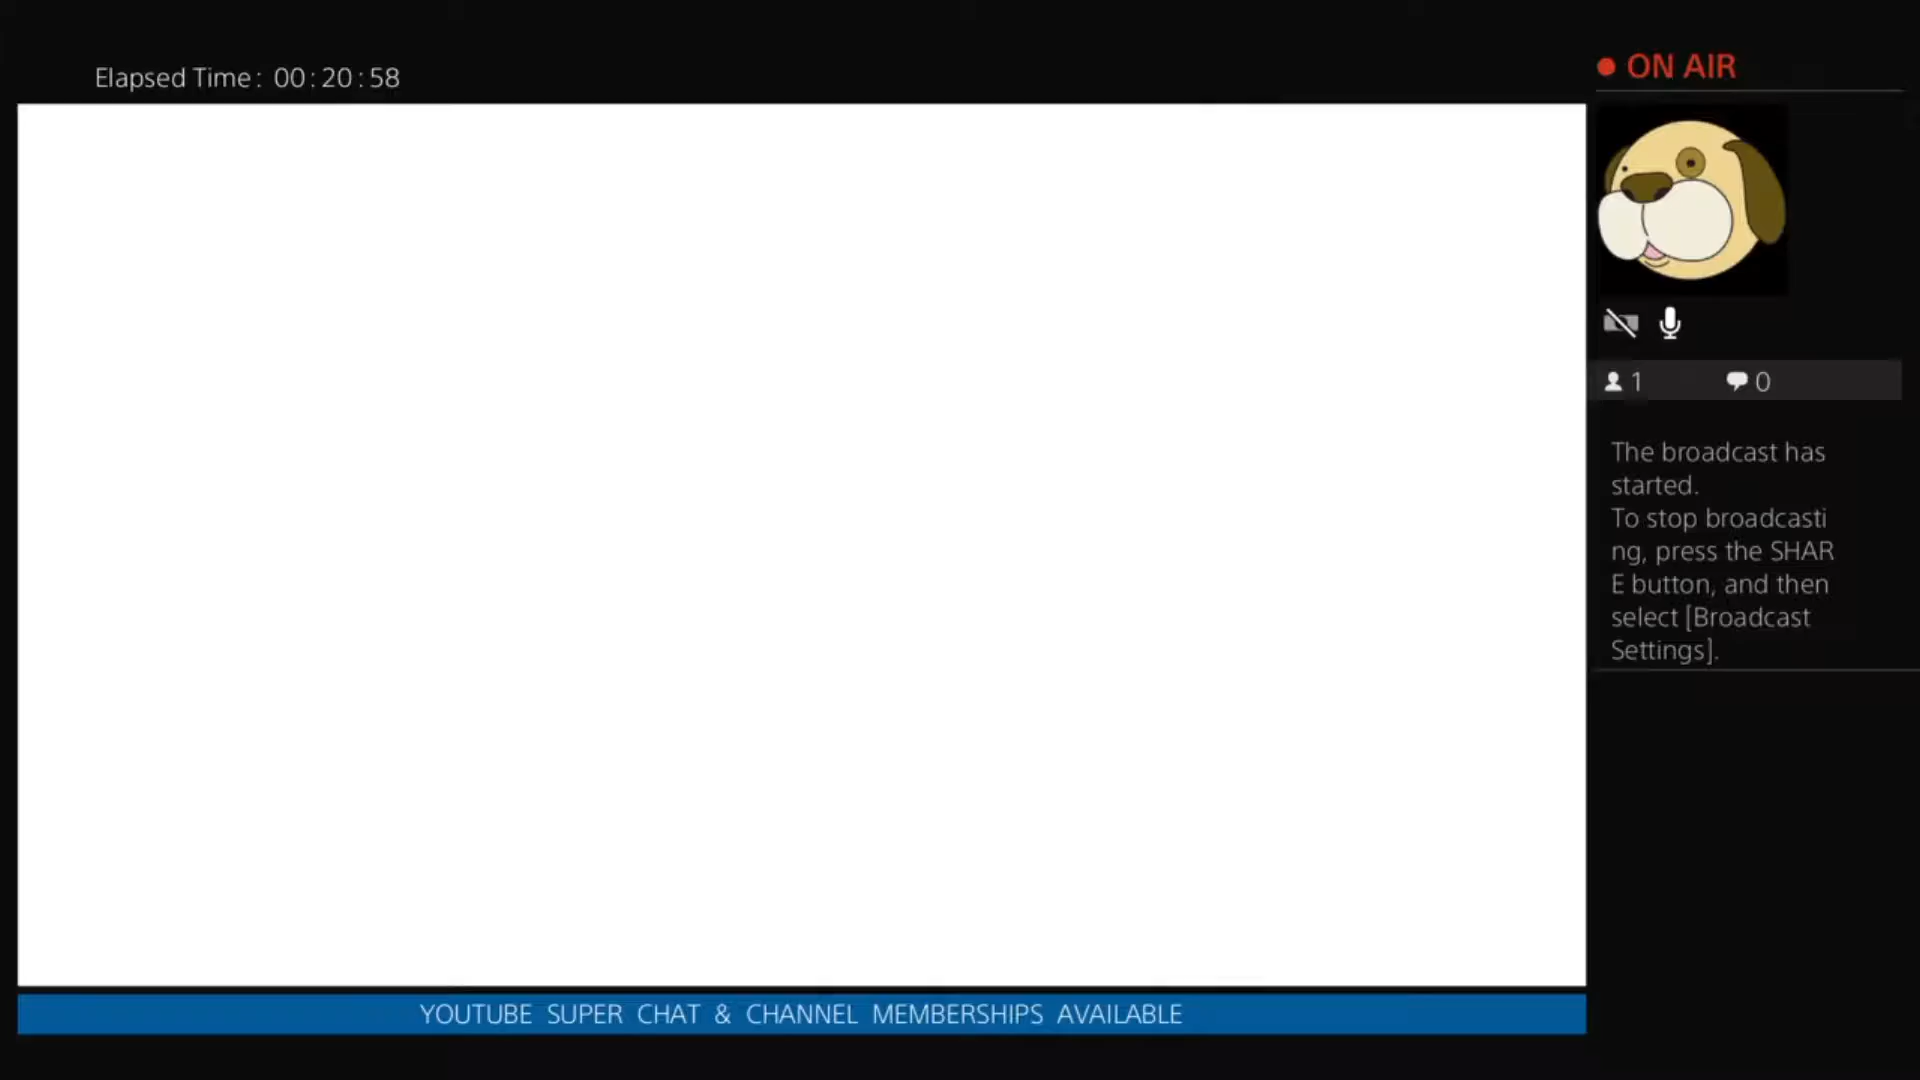 Elapsed Time: 00:20:58
ON AIR
1
0
The broadcast has
started.
To stop broadcasti
ng, press the SHAR
E button, and then
select [Broadcast
Settings].
YOUTUBE SUPER CHAT & CHANNEL MEMBERSHIPS AVAILABLE